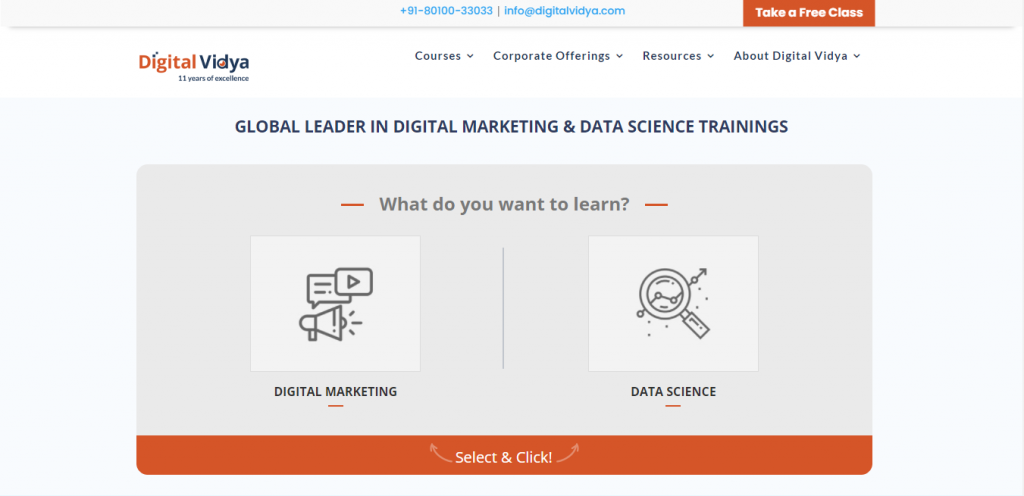 +91-80100-33033 | info@digitalvidya.com
Take a Free Class
Digital Vidya
11 years of excellence
Courses Corporate Offerings Resources About Digital Vidya
GLOBAL LEADER IN DIGITAL MARKETING & DATA SCIENCE TRAININGS
What do you want to learn?
DIGITAL MARKETING
DATA SCIENCE
Select & Click!